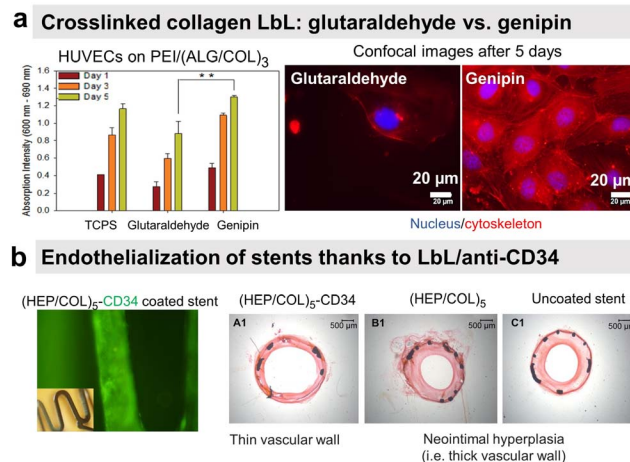 a Crosslinked collagen LbL: glutaraldehyde vs. genipin
HUVECs on PEI/(ALG/COL)3
Absorption Intensity (600 nm - 690 nm)
1.6
1.4
1.2
1.0
0.8
0.6
0.4
0.2
0.0
Day 1
Day 3
Day 5
* *
TCPS Glutaraldehyde Genipin
Confocal images after 5 days
Glutaraldehyde
20 µm
20 µm
Genipin
20 µm
20 µm
Nucleus/cytoskeleton
b Endothelialization of stents thanks to LbL/anti-CD34
(HEP/COL)5-CD34 coated stent
(HEP/COL)5-CD34
(HEP/COL)5
Uncoated stent
A1 500 µm
B1 500 µm
C1 500 µm
Thin vascular wall
Neointimal hyperplasia
(i.e. thick vascular wall)